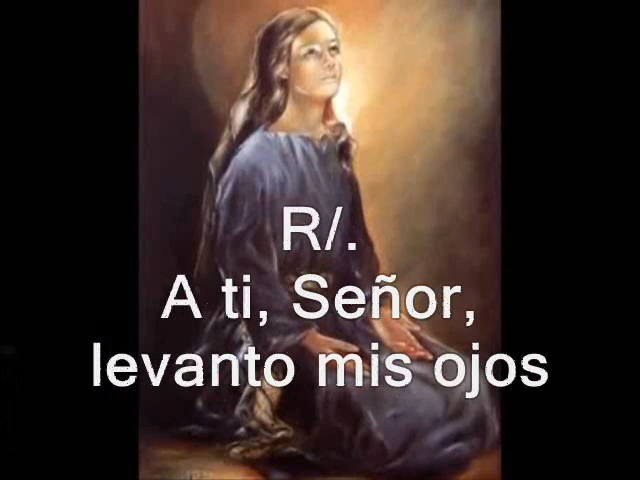 R/.
A ti, Señor,
levanto mis ojos